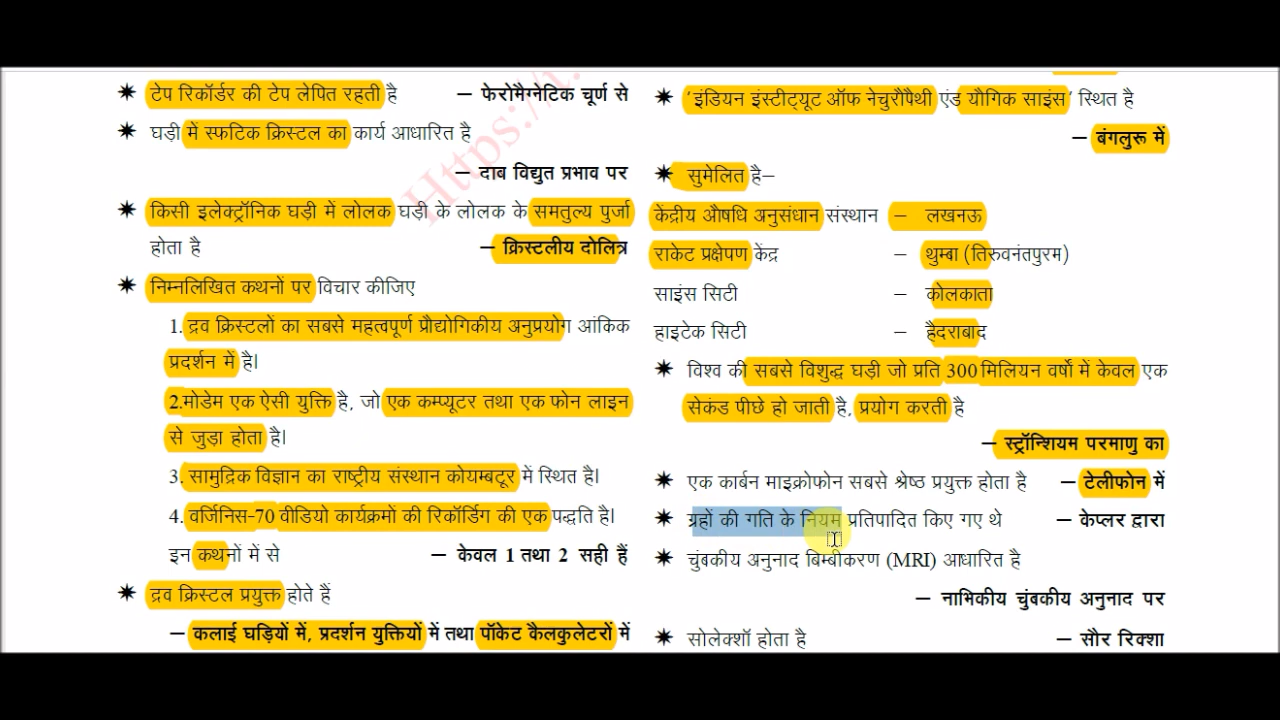 ★ टेप रिकॉर्डर की टेप लेपित रहती है – फेरोमैग्नेटिक चूर्ण से
★ घड़ी में स्फटिक क्रिस्टल का कार्य आधारित है
– दाब विद्युत प्रभाव पर
★ किसी इलेक्ट्रॉनिक घड़ी में लोलक घड़ी के लोलक के समतुल्य पुर्जा
होता है – क्रिस्टलीय दोलित्र
★ निम्नलिखित कथनों पर विचार कीजिए
1. द्रव क्रिस्टलों का सबसे महत्वपूर्ण प्रौद्योगिकीय अनुप्रयोग आंकिक
प्रदर्शन में है।
2.मोडेम एक ऐसी युक्ति है, जो एक कम्प्यूटर तथा एक फोन लाइन
से जुड़ा होता है।
3. सामुद्रिक विज्ञान का राष्ट्रीय संस्थान कोयम्बटूर में स्थित है।
4. वर्जिनिस-70 वीडियो कार्यक्रमों की रिकॉर्डिंग की एक पद्धति है।
इन कथनों में से – केवल 1 तथा 2 सही हैं
★ द्रव क्रिस्टल प्रयुक्त होते हैं
– कलाई घड़ियों में, प्रदर्शन युक्तियों में तथा पॉकेट कैलकुलेटरों में
★ 'इंडियन इंस्टीट्यूट ऑफ नेचुरौपैथी एंड यौगिक साइंस' स्थित है
– बंगलुरू में
★ सुमेलित है–
केंद्रीय औषधि अनुसंधान संस्थान – लखनऊ
राकेट प्रक्षेपण केंद्र – थुम्बा (तिरुवनंतपुरम)
साइंस सिटी – कोलकाता
हाइटेक सिटी – हैदराबाद
★ विश्व की सबसे विशुद्ध घड़ी जो प्रति 300 मिलियन वर्षों में केवल एक
सेकंड पीछे हो जाती है, प्रयोग करती है
– स्ट्रॉन्शियम परमाणु का
★ एक कार्बन माइक्रोफोन सबसे श्रेष्ठ प्रयुक्त होता है – टेलीफोन में
★ ग्रहों की गति के नियम प्रतिपादित किए गए थे – केप्लर द्वारा
★ चुंबकीय अनुनाद बिम्बीकरण (MRI) आधारित है
– नाभिकीय चुंबकीय अनुनाद पर
★ सोलेक्शॉ होता है – सौर रिक्शा
Https://t.